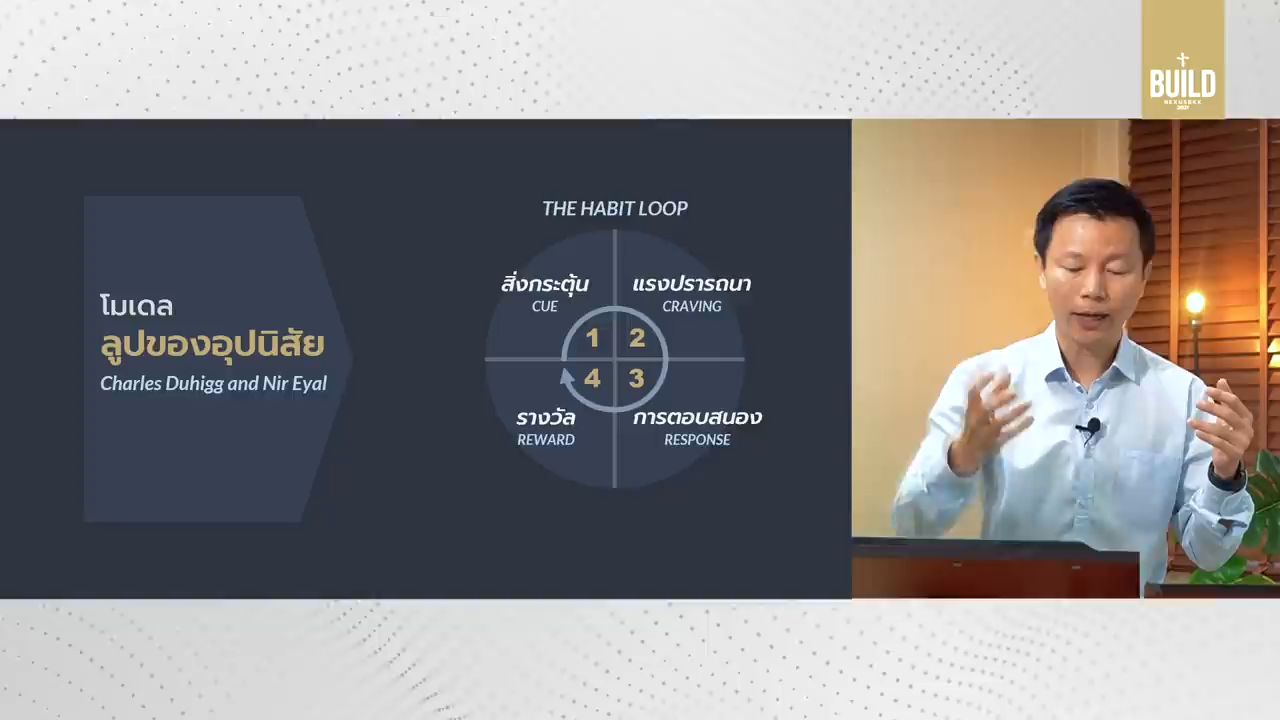 BUILD
NEXUSBKK
2021
THE HABIT LOOP
โมเดล
ลูปของอุปนิสัย
Charles Duhigg and Nir Eyal
สิ่งกระตุ้น
CUE
แรงปรารถนา
CRAVING
1
2
4
3
รางวัล
REWARD
การตอบสนอง
RESPONSE